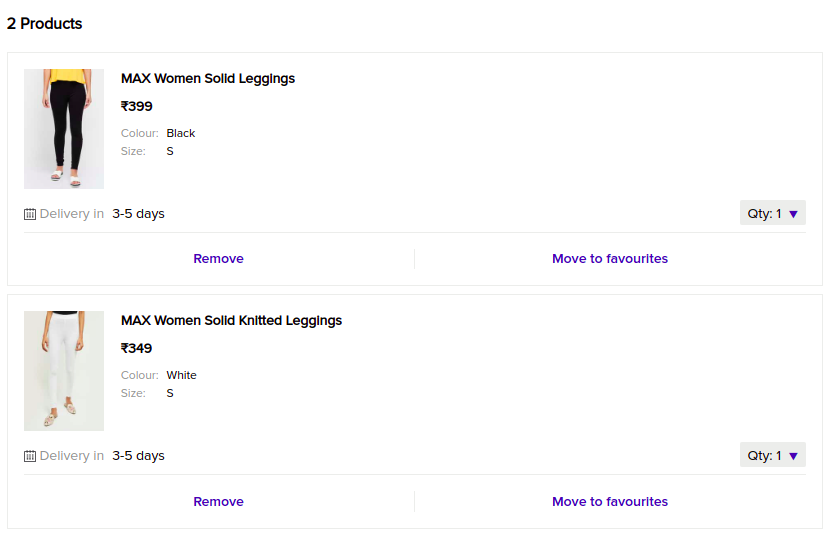 2 Products
MAX Women Solid Leggings
₹399
Colour: Black
Size: S
Delivery in 3-5 days
Qty: 1
Remove
Move to favourites
MAX Women Solid Knitted Leggings
₹349
Colour: White
Size: S
Delivery in 3-5 days
Qty: 1
Remove
Move to favourites